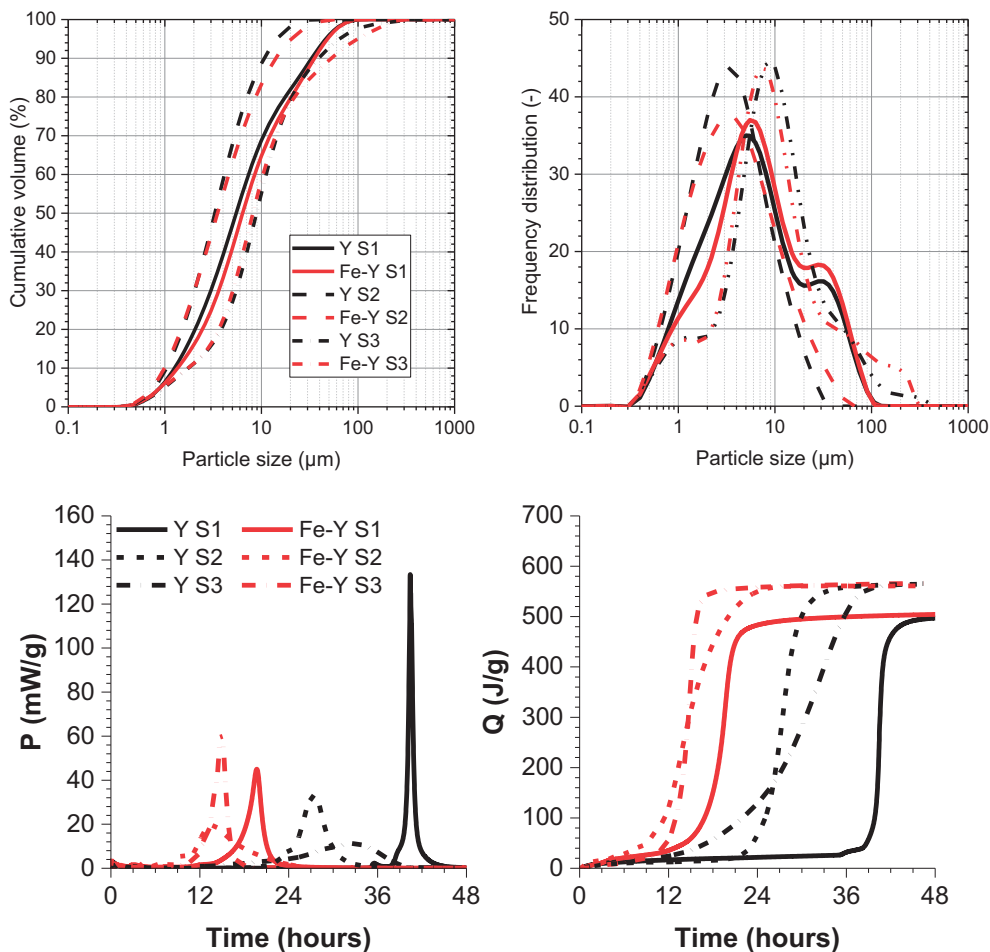 100
90
80
70
60
50
40
30
20
10
0
Cumulative volume (%)
Y S1
Fe-Y S1
Y S2
Fe-Y S2
Y S3
Fe-Y S3
0.1 1 10 100 1000
Particle size (µm)
50
40
30
20
10
0
Frequency distribution (-)
0.1 1 10 100 1000
Particle size (µm)
160
140
120
100
80
60
40
20
0
P (mW/g)
Y S1 Fe-Y S1
Y S2 Fe-Y S2
Y S3 Fe-Y S3
0 12 24 36 48
Time (hours)
700
600
500
400
300
200
100
0
Q (J/g)
0 12 24 36 48
Time (hours)